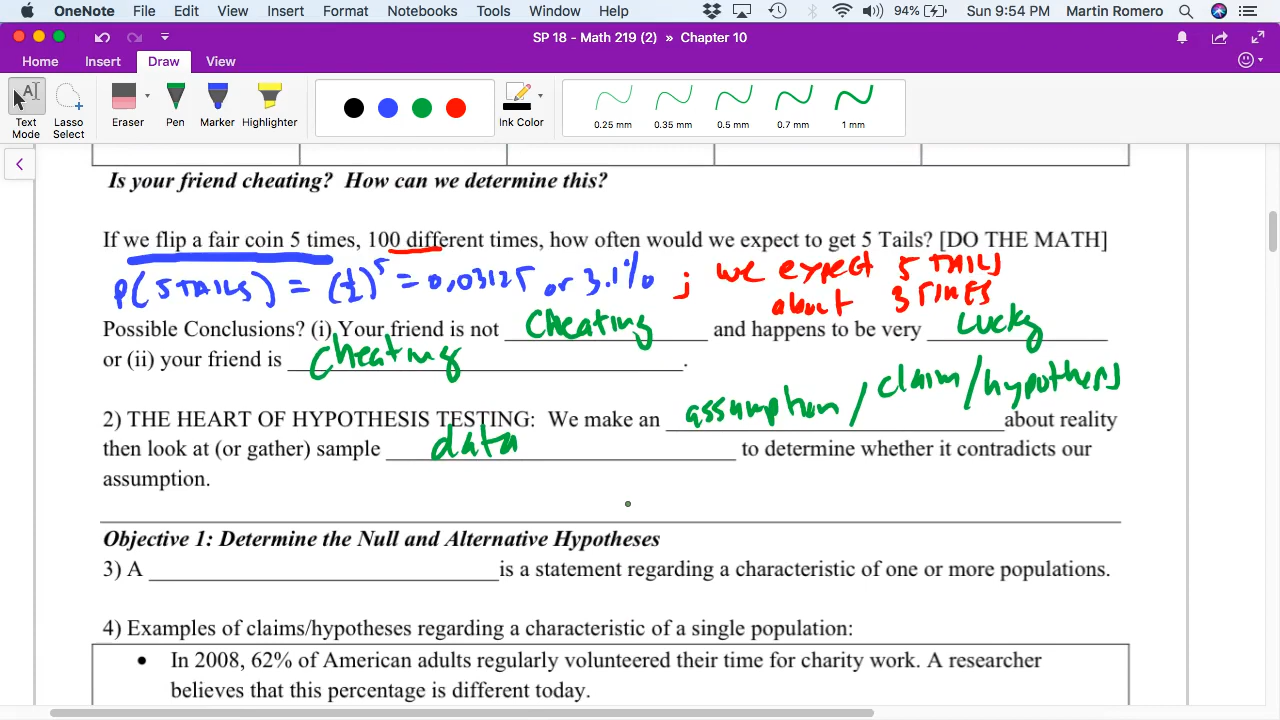 OneNote File Edit View Insert Format Notebooks Tools Window Help 94% Sun 9:54 PM Martin Romero
SP 18 - Math 219 (2) » Chapter 10
Home Insert Draw View
Text Mode Lasso Select Eraser Pen Marker Highlighter Ink Color 0.25 mm 0.35 mm 0.5 mm 0.7 mm 1 mm
Is your friend cheating? How can we determine this?
If we flip a fair coin 5 times, 100 different times, how often would we expect to get 5 Tails? [DO THE MATH]
P(5 TAILS) = (1/2)^5 = 0.03125 or 3.1% ; we expect 5 TAILS
about 3 TIMES
Possible Conclusions? (i) Your friend is not cheating and happens to be very lucky
or (ii) your friend is cheating.
2) THE HEART OF HYPOTHESIS TESTING: We make an assumption / claim / hypothesis about reality
then look at (or gather) sample data to determine whether it contradicts our
assumption.
Objective 1: Determine the Null and Alternative Hypotheses
3) A ____ is a statement regarding a characteristic of one or more populations.
4) Examples of claims/hypotheses regarding a characteristic of a single population:
• In 2008, 62% of American adults regularly volunteered their time for charity work. A researcher
believes that this percentage is different today.